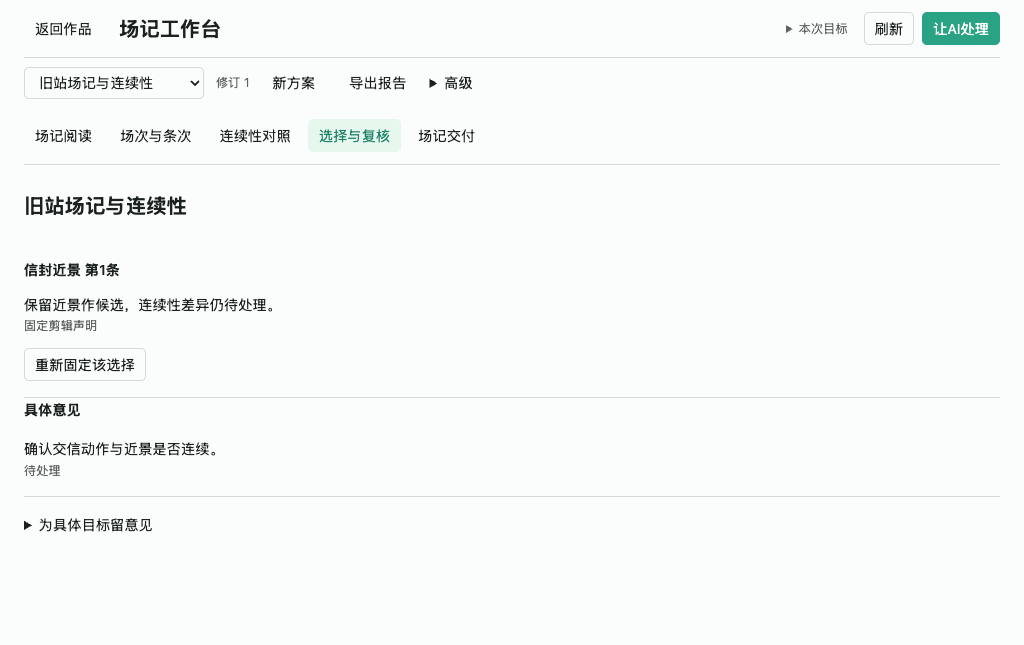 返回作品 场记工作台 ▶ 本次目标 刷新 让AI处理
旧站场记与连续性 修订 1 新方案 导出报告 ▶ 高级
场记阅读 场次与条次 连续性对照 选择与复核 场记交付
旧站场记与连续性
信封近景 第1条
保留近景作候选，连续性差异仍待处理。
固定剪辑声明
重新固定该选择
具体意见
确认交信动作与近景是否连续。
待处理
▶ 为具体目标留意见